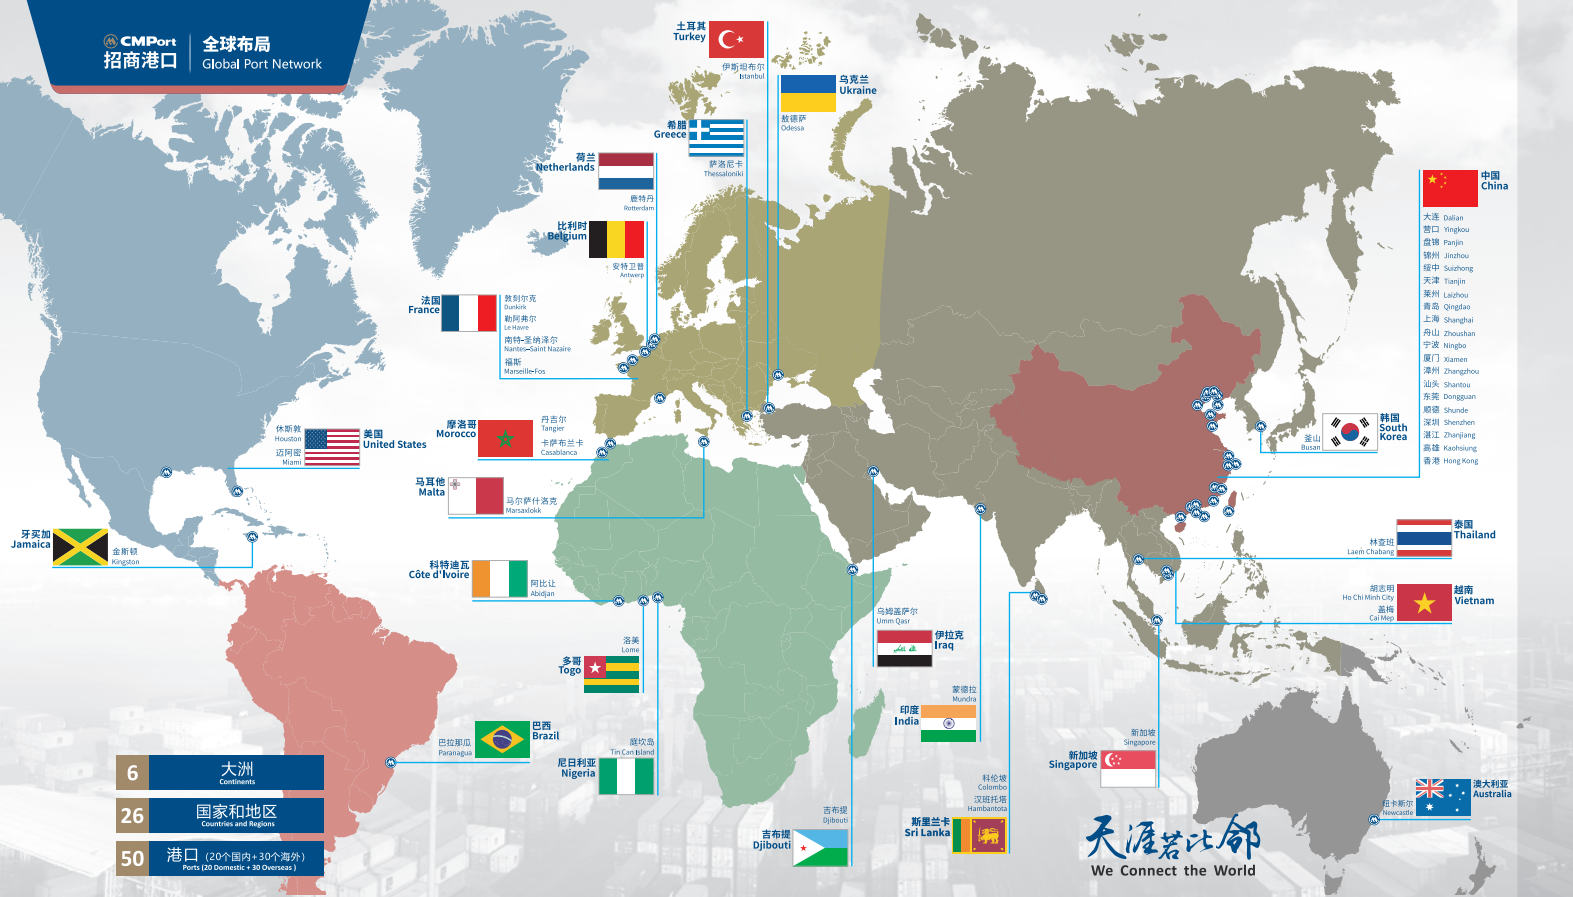 CMPort
招商港口
全球布局
Global Port Network
土耳其
Turkey
伊斯坦布尔
Istanbul
乌克兰
Ukraine
敖德萨
Odessa
希腊
Greece
萨洛尼卡
Thessaloniki
荷兰
Netherlands
鹿特丹
Rotterdam
比利时
Belgium
安特卫普
Antwerp
法国
France
敦刻尔克
Dunkirk
勒阿弗尔
Le Havre
南特-圣纳泽尔
Nantes–Saint Nazaire
福斯
Marseille-Fos
中国
China
大连 Dalian
营口 Yingkou
盘锦 Panjin
锦州 Jinzhou
绥中 Suizhong
天津 Tianjin
莱州 Laizhou
青岛 Qingdao
上海 Shanghai
舟山 Zhoushan
宁波 Ningbo
厦门 Xiamen
漳州 Zhangzhou
汕头 Shantou
东莞 Dongguan
顺德 Shunde
深圳 Shenzhen
湛江 Zhanjiang
高雄 Kaohsiung
香港 Hong Kong
韩国
South
Korea
釜山
Busan
美国
United States
休斯敦
Houston
迈阿密
Miami
摩洛哥
Morocco
丹吉尔
Tangier
卡萨布兰卡
Casablanca
马耳他
Malta
马尔萨什洛克
Marsaxlokk
牙买加
Jamaica
金斯顿
Kingston
科特迪瓦
Côte d'Ivoire
阿比让
Abidjan
泰国
Thailand
林查班
Laem Chabang
越南
Vietnam
胡志明
Ho Chi Minh City
盖梅
Cai Mep
乌姆盖萨尔
Umm Qasr
伊拉克
Iraq
洛美
Lome
多哥
Togo
蒙德拉
Mundra
印度
India
巴西
Brazil
巴拉那瓜
Paranagua
庭坎岛
Tin Can Island
尼日利亚
Nigeria
新加坡
Singapore
新加坡
Singapore
科伦坡
Colombo
汉班托塔
Hambantota
斯里兰卡
Sri Lanka
吉布提
Djibouti
吉布提
Djibouti
澳大利亚
Australia
纽卡斯尔
Newcastle
6
大洲
Continents
26
国家和地区
Countries and Regions
50
港口 (20个国内+30个海外)
Ports (20 Domestic + 30 Overseas )
天涯若比邻
We Connect the World